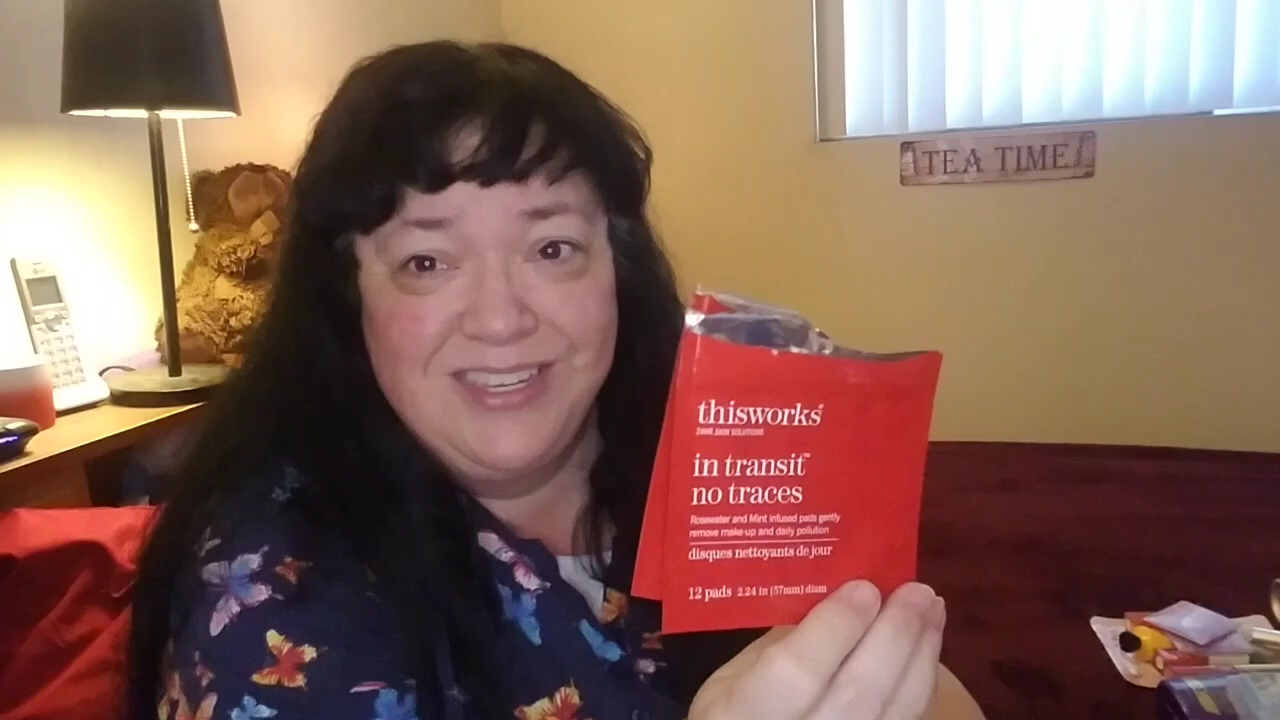 TEA TIME
thisworks®
in transit™
no traces
Rosewater and Mint infused pads gently
remove make-up and daily pollution
disques nettoyants de jour
12 pads 2.24 in (57mm) diam